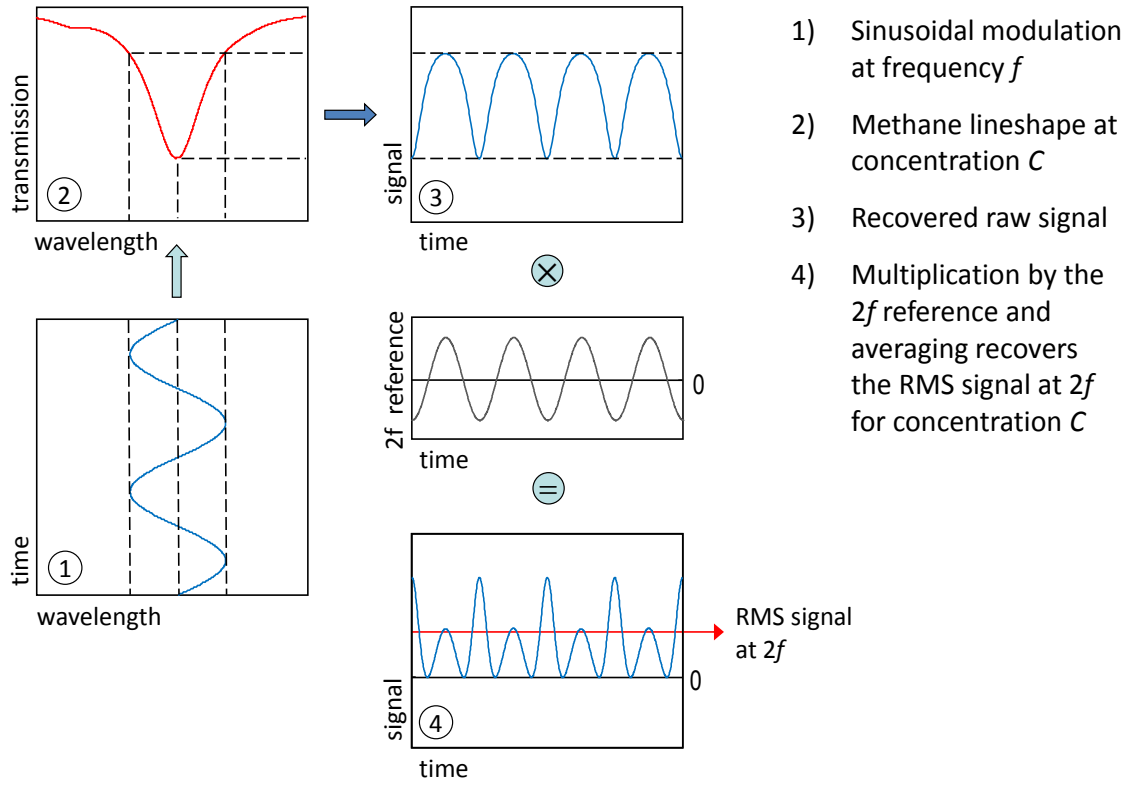 transmission
2
wavelength
signal
3
time
1) Sinusoidal modulation
at frequency f
2) Methane lineshape at
concentration C
3) Recovered raw signal
4) Multiplication by the
2f reference and
averaging recovers
the RMS signal at 2f
for concentration C
×
time
1
wavelength
2f reference
0
time
=
signal
4
0
time
RMS signal
at 2f